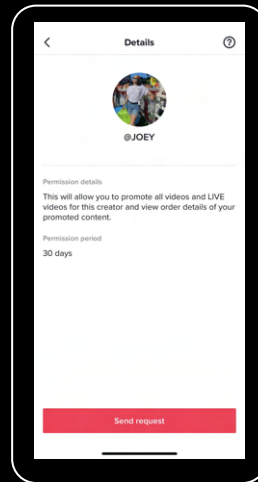 Details
@JOEY
Permission details
This will allow you to promote all videos and LIVE
videos for this creator and view order details of your
promoted content.
Permission period
30 days
Send request